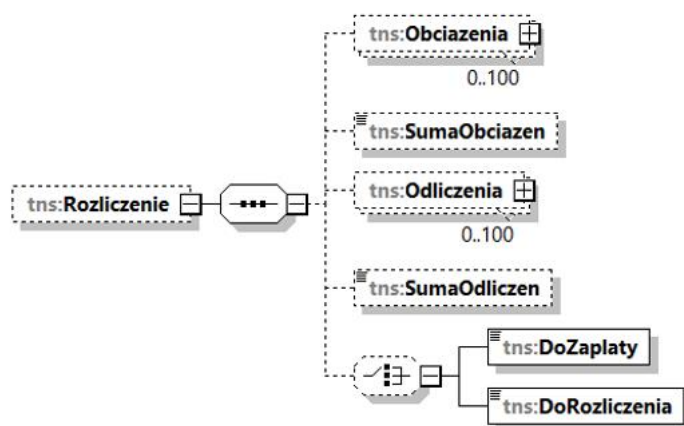 tns:Obciazenia
0..100
tns:SumaObciazen
tns:Odliczenia
tns:Rozliczenie
0..100
tns:SumaOdliczen
tns:DoZaplaty
tns:DoRozliczenia